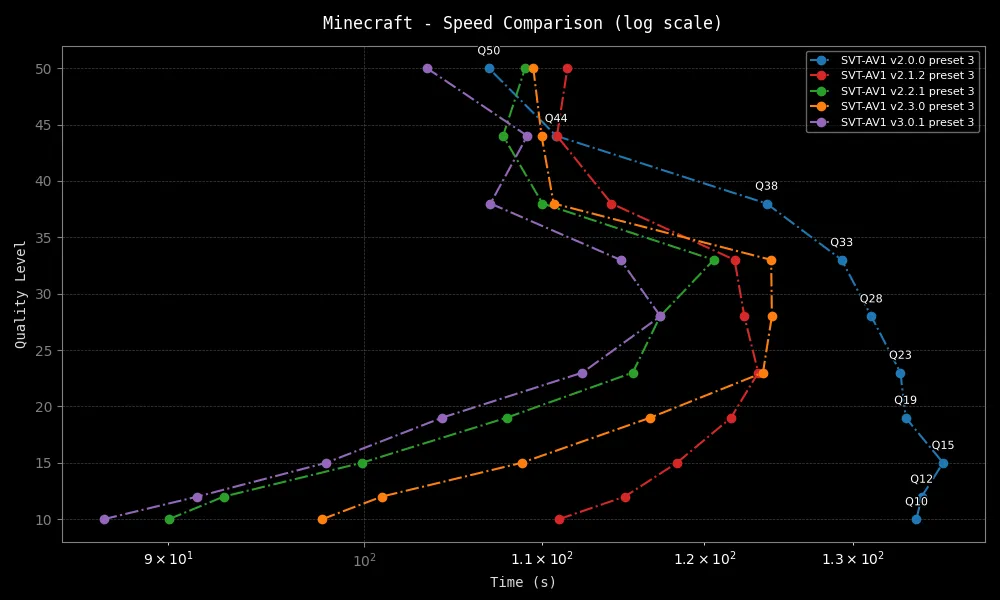 Minecraft - Speed Comparison (log scale)
SVT-AV1 v2.0.0 preset 3
SVT-AV1 v2.1.2 preset 3
SVT-AV1 v2.2.1 preset 3
SVT-AV1 v2.3.0 preset 3
SVT-AV1 v3.0.1 preset 3
Quality Level
50
45
40
35
30
25
20
15
10
Q50
Q44
Q38
Q33
Q28
Q23
Q19
Q15
Q12
Q10
9 × 10¹
10²
1.1 × 10²
1.2 × 10²
1.3 × 10²
Time (s)